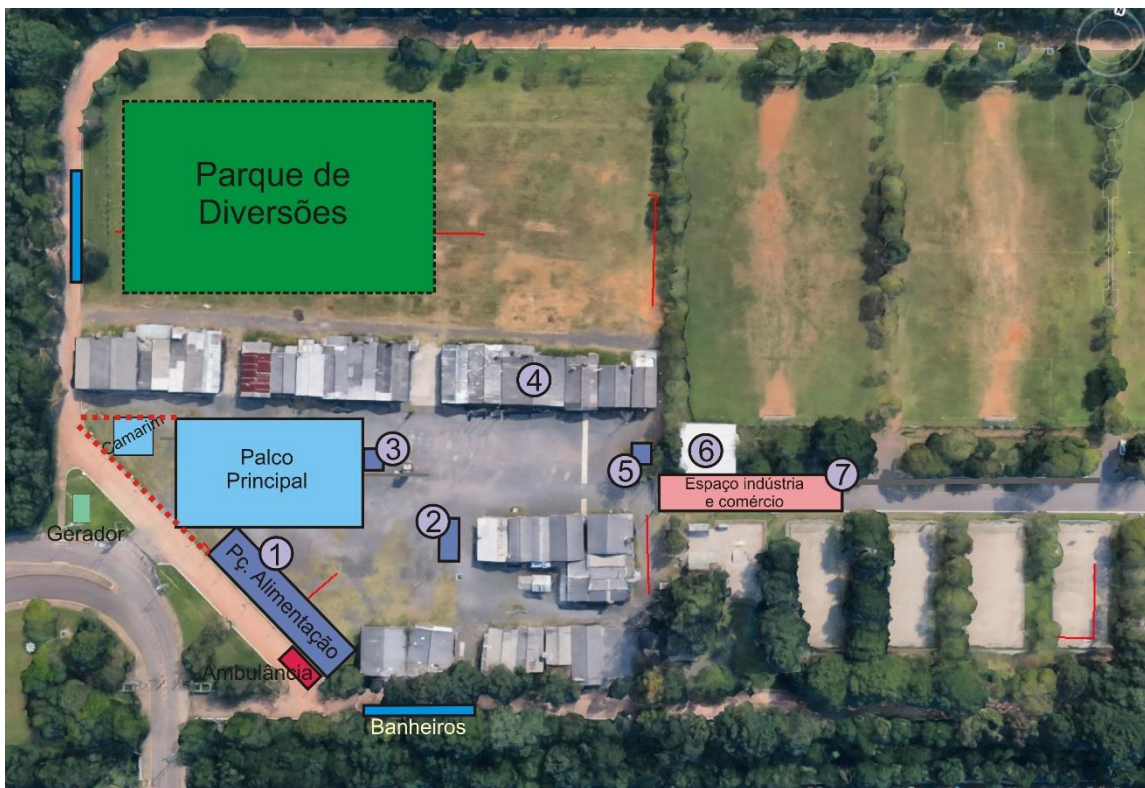 N
Parque de
Diversões
4
Camarim
Palco
Principal
3
5
6
7
Espaço indústria
e comércio
Gerador
2
1
Pç. Alimentação
Ambulância
Banheiros